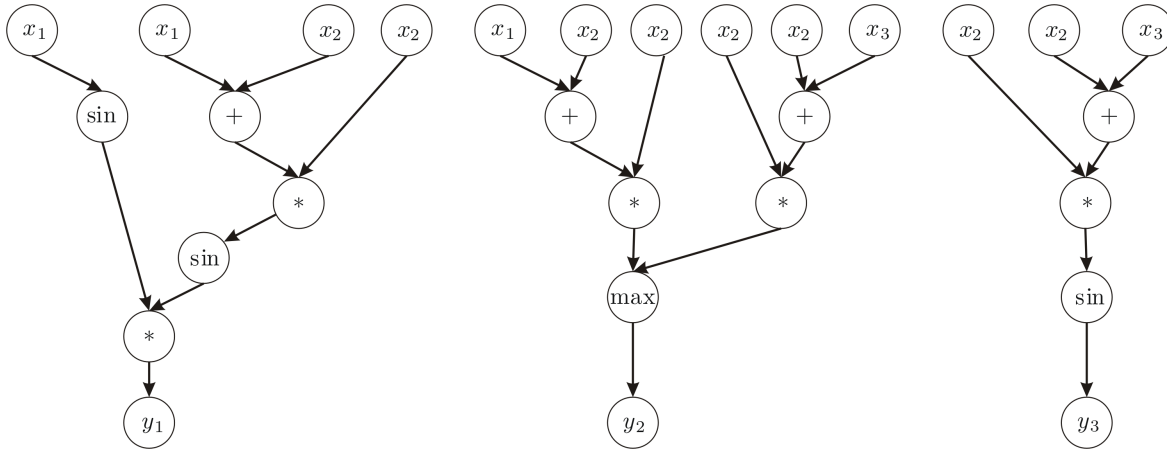 x₁ x₁ x₂ x₂ x₁ x₂ x₂ x₂ x₂ x₃ x₂ x₂ x₃
sin + + + +
* * * *
sin
max sin
*
y₁ y₂ y₃